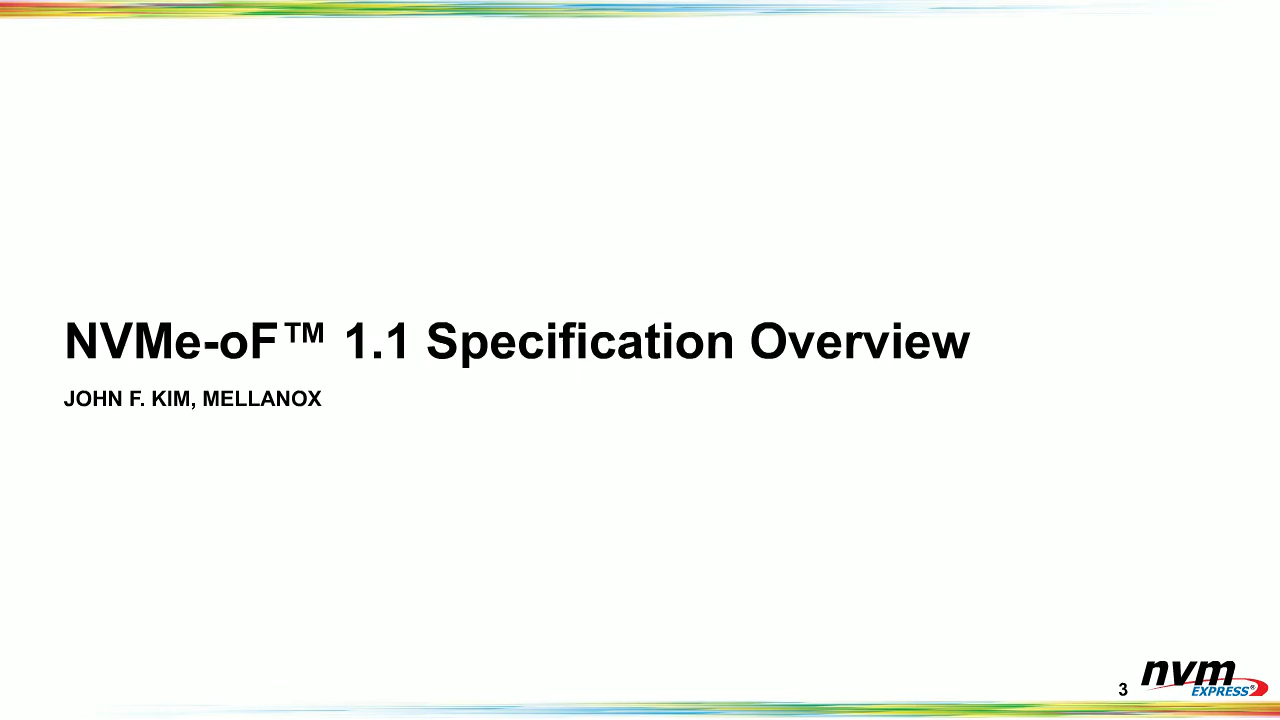 NVMe-oF™ 1.1 Specification Overview
JOHN F. KIM, MELLANOX
3
nvm
EXPRESS®